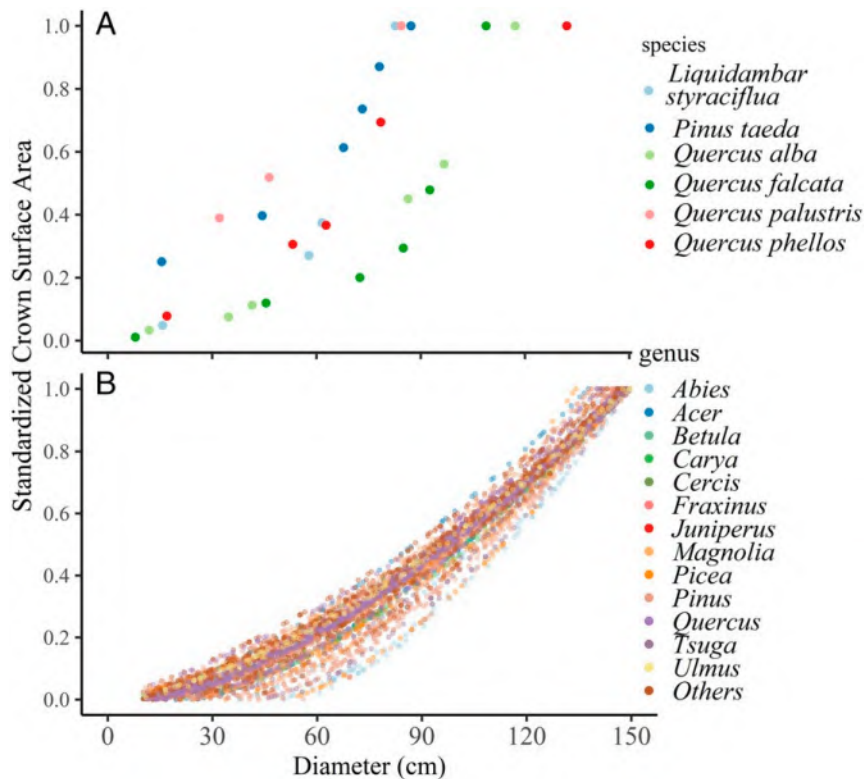 A
1.0
0.8
0.6
0.4
0.2
0.0
species
Liquidambar
styraciflua
Pinus taeda
Quercus alba
Quercus falcata
Quercus palustris
Quercus phellos
Standardized Crown Surface Area
B
1.0
0.8
0.6
0.4
0.2
0.0
genus
Abies
Acer
Betula
Carya
Cercis
Fraxinus
Juniperus
Magnolia
Picea
Pinus
Quercus
Tsuga
Ulmus
Others
0 30 60 90 120 150
Diameter (cm)